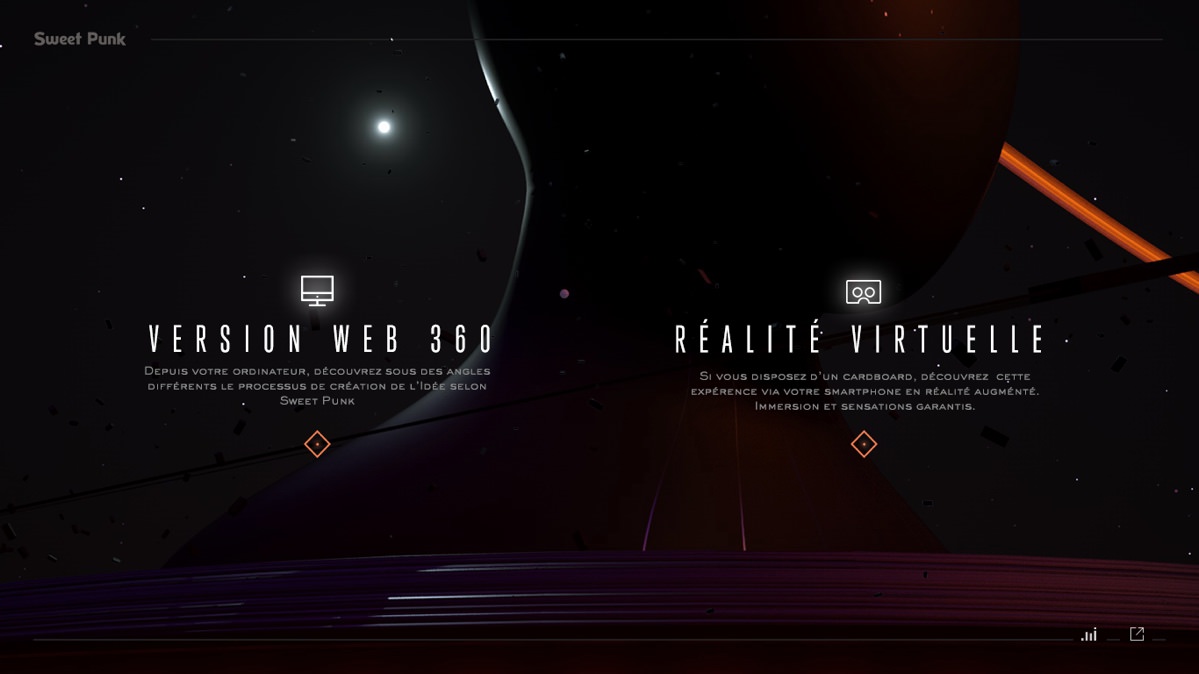 Sweet Punk
VERSION WEB 360
Depuis votre ordinateur, découvrez sous des angles
différents le processus de création de l'Idée selon
Sweet Punk
RÉALITÉ VIRTUELLE
Si vous disposez d'un cardboard, découvrez cette
expérence via votre smartphone en réalité augménté.
Immersion et sensations garantis.